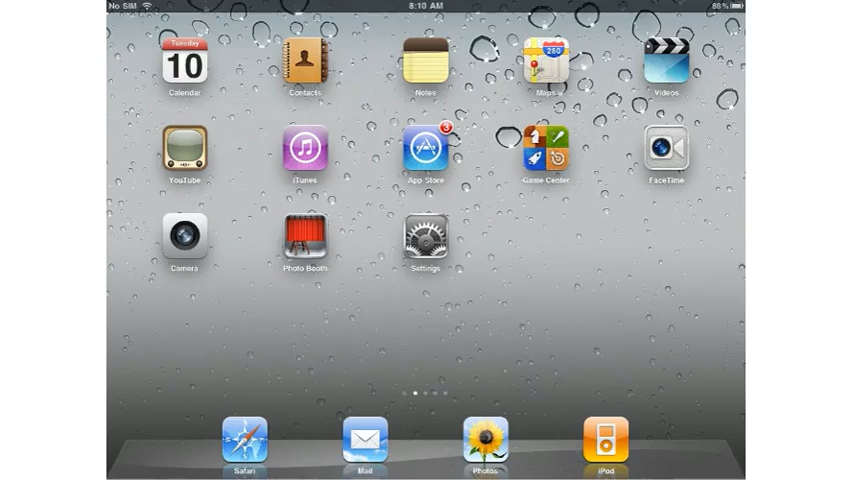 No SIM 8:10 AM 88%
Tuesday
10
280
Calendar Contacts Notes Maps Videos
3
YouTube iTunes App Store Game Center FaceTime
Camera Photo Booth Settings
Safari Mail Photos iPod